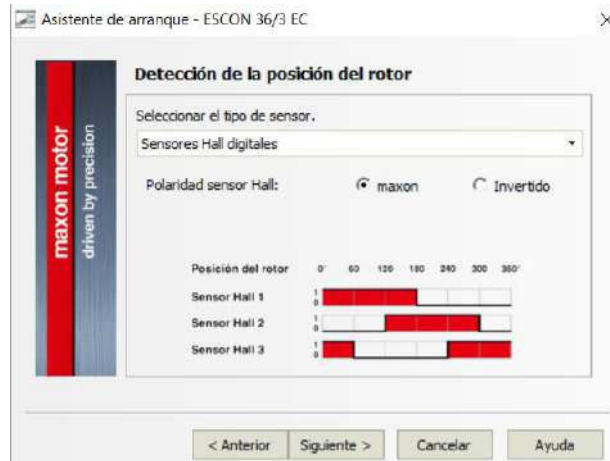 Asistente de arranque - ESCON 36/3 EC
maxon motor
driven by precision
Detección de la posición del rotor
Seleccionar el tipo de sensor.
Sensores Hall digitales
Polaridad sensor Hall: maxon Invertido
Posición del rotor 0° 60 120 180 240 300 360°
Sensor Hall 1 1 0
Sensor Hall 2 1 0
Sensor Hall 3 1 0
< Anterior Siguiente > Cancelar Ayuda